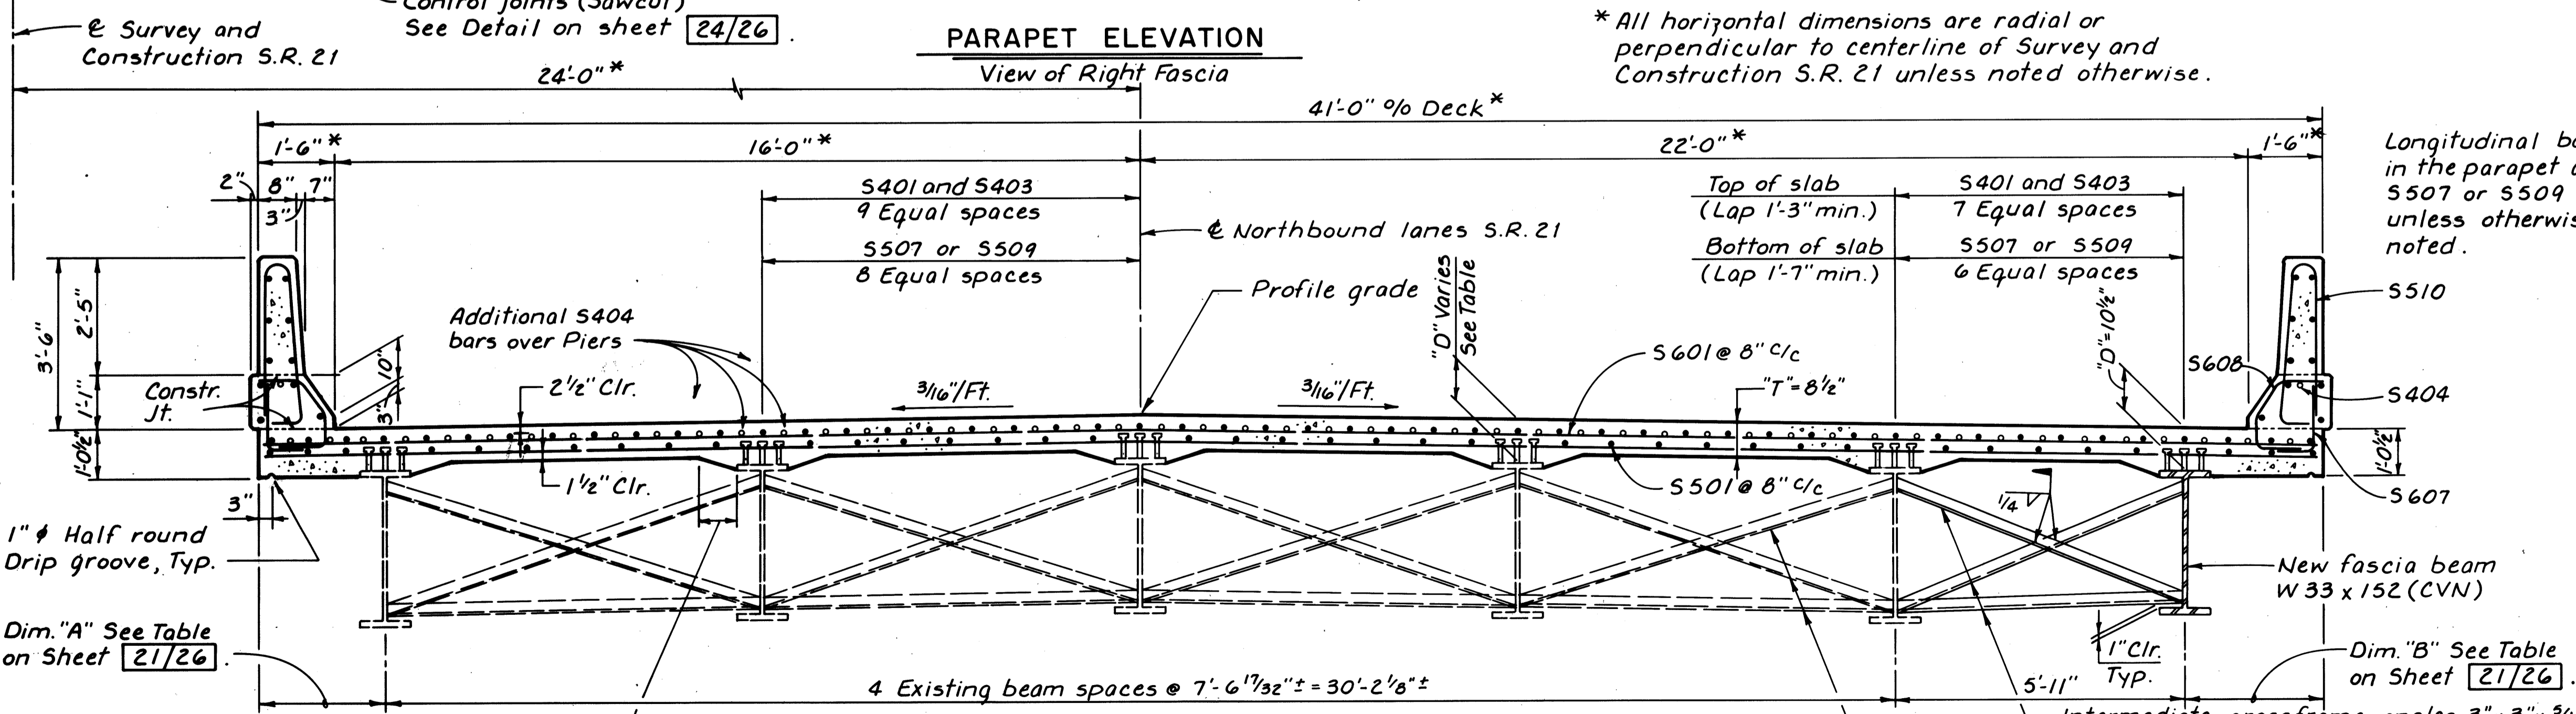 Control joints (Sawcut)
See Detail on sheet 24/26.
℄ Survey and
Construction S.R. 21
PARAPET ELEVATION
View of Right Fascia
* All horizontal dimensions are radial or
perpendicular to centerline of Survey and
Construction S.R. 21 unless noted otherwise.
24'-0"*
41'-0" O/O Deck*
1'-6"*
16'-0"*
22'-0"*
1'-6"*
2"
8"
7"
3"
S401 and S403
9 Equal spaces
S507 or S509
8 Equal spaces
℄ Northbound lanes S.R. 21
Profile grade
Top of slab
(Lap 1'-3" min.)
S401 and S403
7 Equal spaces
Bottom of slab
(Lap 1'-7" min.)
S507 or S509
6 Equal spaces
Longitudinal
in the parapet
S507 or S509
unless
noted.
3'-6"
2'-5"
1'-1"
1'-0½"
10"
3"
Constr.
Jt.
Additional S404
bars over Piers
2½" Clr.
1½" Clr.
3/16"/Ft.
3/16"/Ft.
"D" Varies
See Table
S601 @ 8" c/c
"T"=8½"
S501 @ 8" c/c
"D"=10½"
S510
S608
S404
1'-0½"
S607
1/4
3"
1" φ Half round
Drip groove, Typ.
New fascia beam
W 33 x 152 (CVN)
Dim. "A" See Table
on Sheet 21/26.
1" Clr.
Typ.
Dim. "B" See Table
on Sheet 21/26.
4 Existing beam spaces @ 7'-6 17/32"± = 30'-2 1/8"±
5'-11"